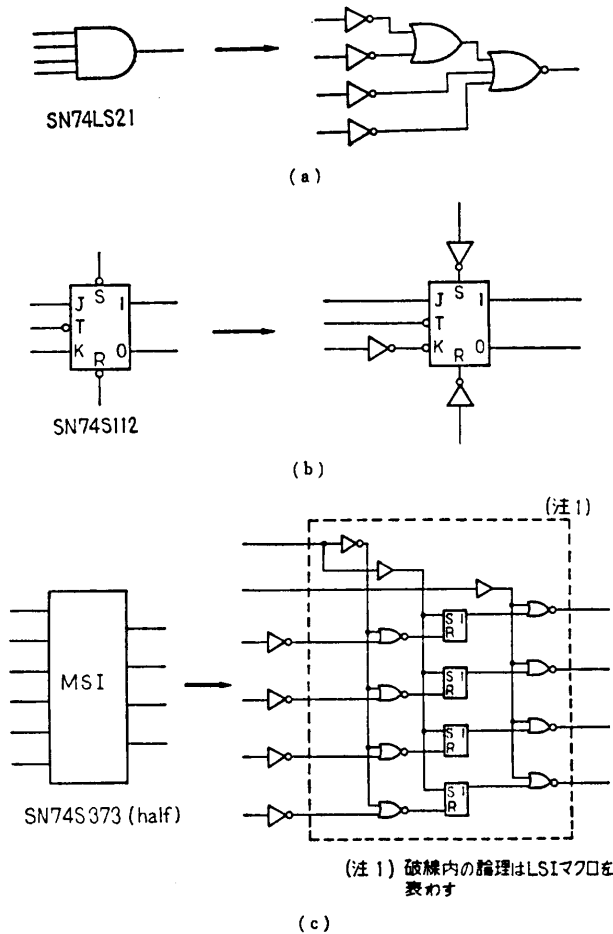 SN74LS21
(a)
J S 1
T
K R 0
SN74S112
J S 1
T
K R 0
(b)
(注1)
MSI
SN74S373 (half)
S 1
R
S 1
R
S 1
R
S 1
R
(注1) 破線内の論理はLSIマクロを
表わす
(c)